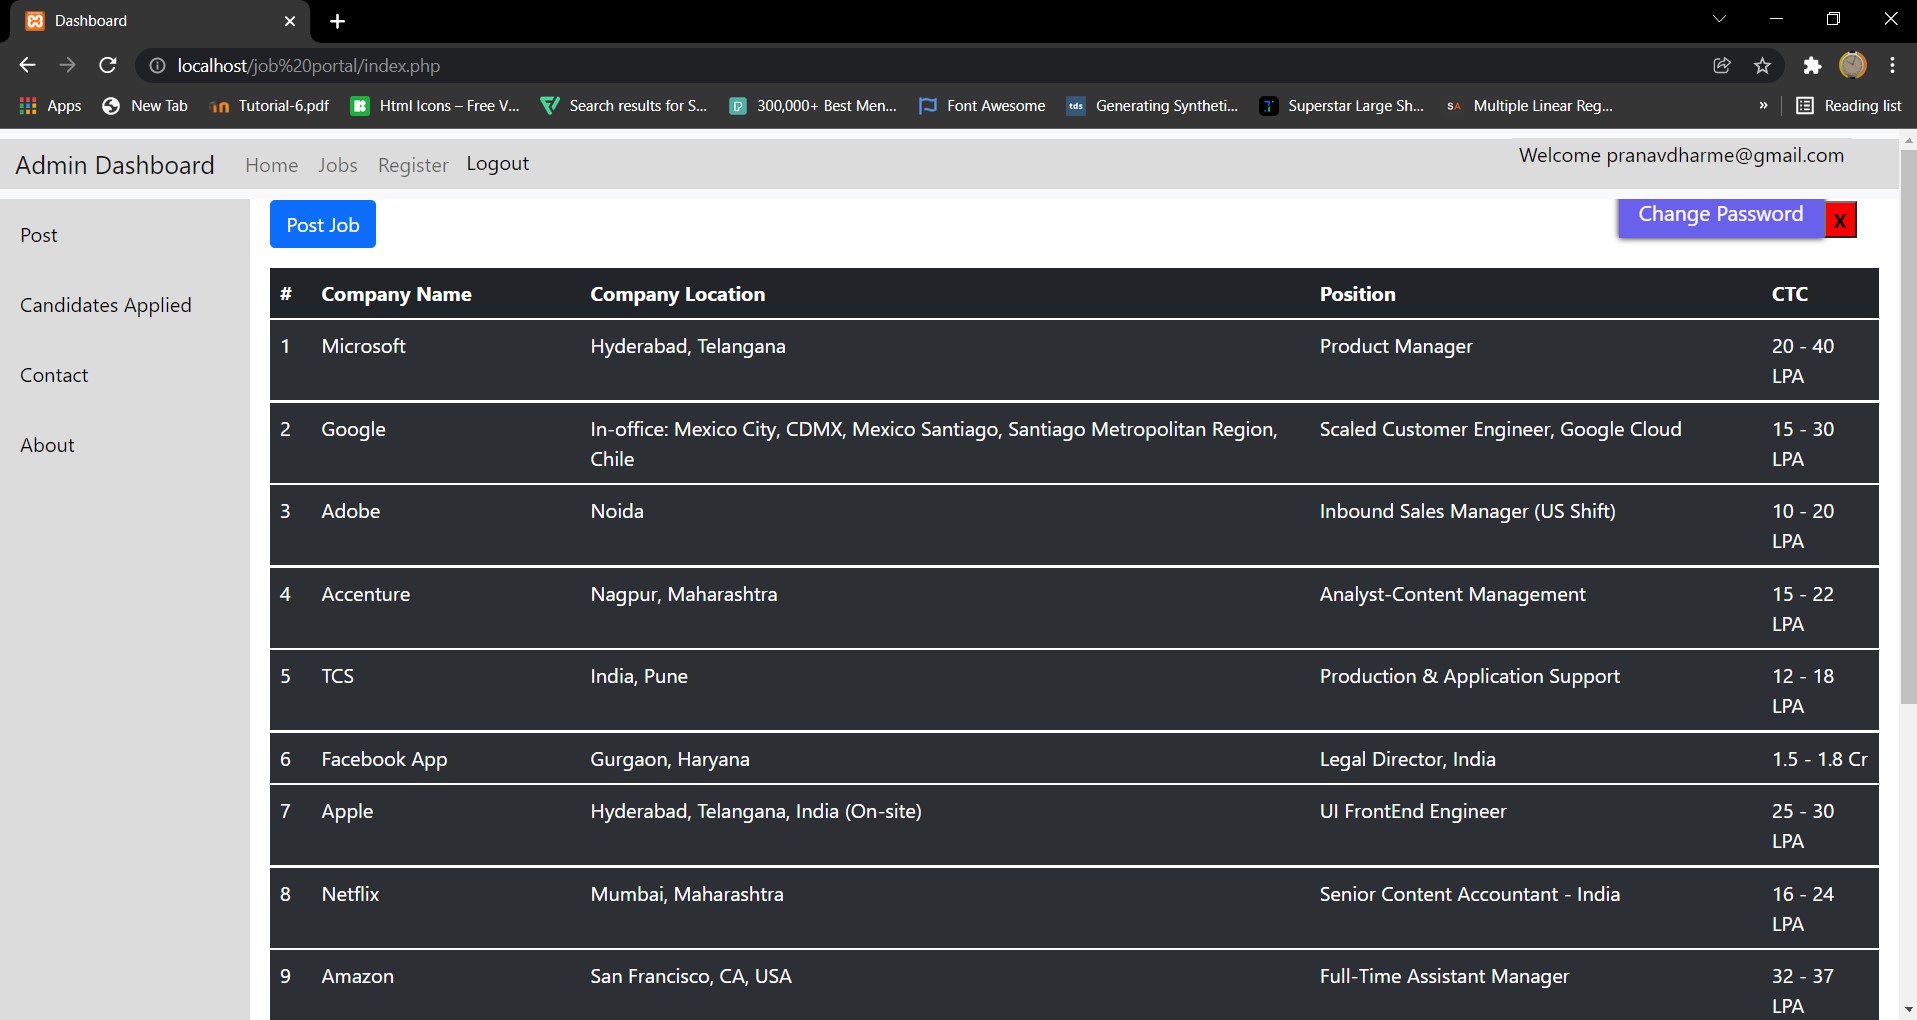 Dashboard
localhost/job%20portal/index.php
Apps New Tab Tutorial-6.pdf Html Icons – Free V... Search results for S... 300,000+ Best Men... Font Awesome tds Generating Syntheti... Superstar Large Sh... SA Multiple Linear Reg... » Reading list
Admin Dashboard Home Jobs Register Logout Welcome pranavdharme@gmail.com
Post Job Change Password X
Post
Candidates Applied
Contact
About
# Company Name Company Location Position CTC
1 Microsoft Hyderabad, Telangana Product Manager 20 - 40
LPA
2 Google In-office: Mexico City, CDMX, Mexico Santiago, Santiago Metropolitan Region, Scaled Customer Engineer, Google Cloud 15 - 30
Chile LPA
3 Adobe Noida Inbound Sales Manager (US Shift) 10 - 20
LPA
4 Accenture Nagpur, Maharashtra Analyst-Content Management 15 - 22
LPA
5 TCS India, Pune Production & Application Support 12 - 18
LPA
6 Facebook App Gurgaon, Haryana Legal Director, India 1.5 - 1.8 Cr
7 Apple Hyderabad, Telangana, India (On-site) UI FrontEnd Engineer 25 - 30
LPA
8 Netflix Mumbai, Maharashtra Senior Content Accountant - India 16 - 24
LPA
9 Amazon San Francisco, CA, USA Full-Time Assistant Manager 32 - 37
LPA